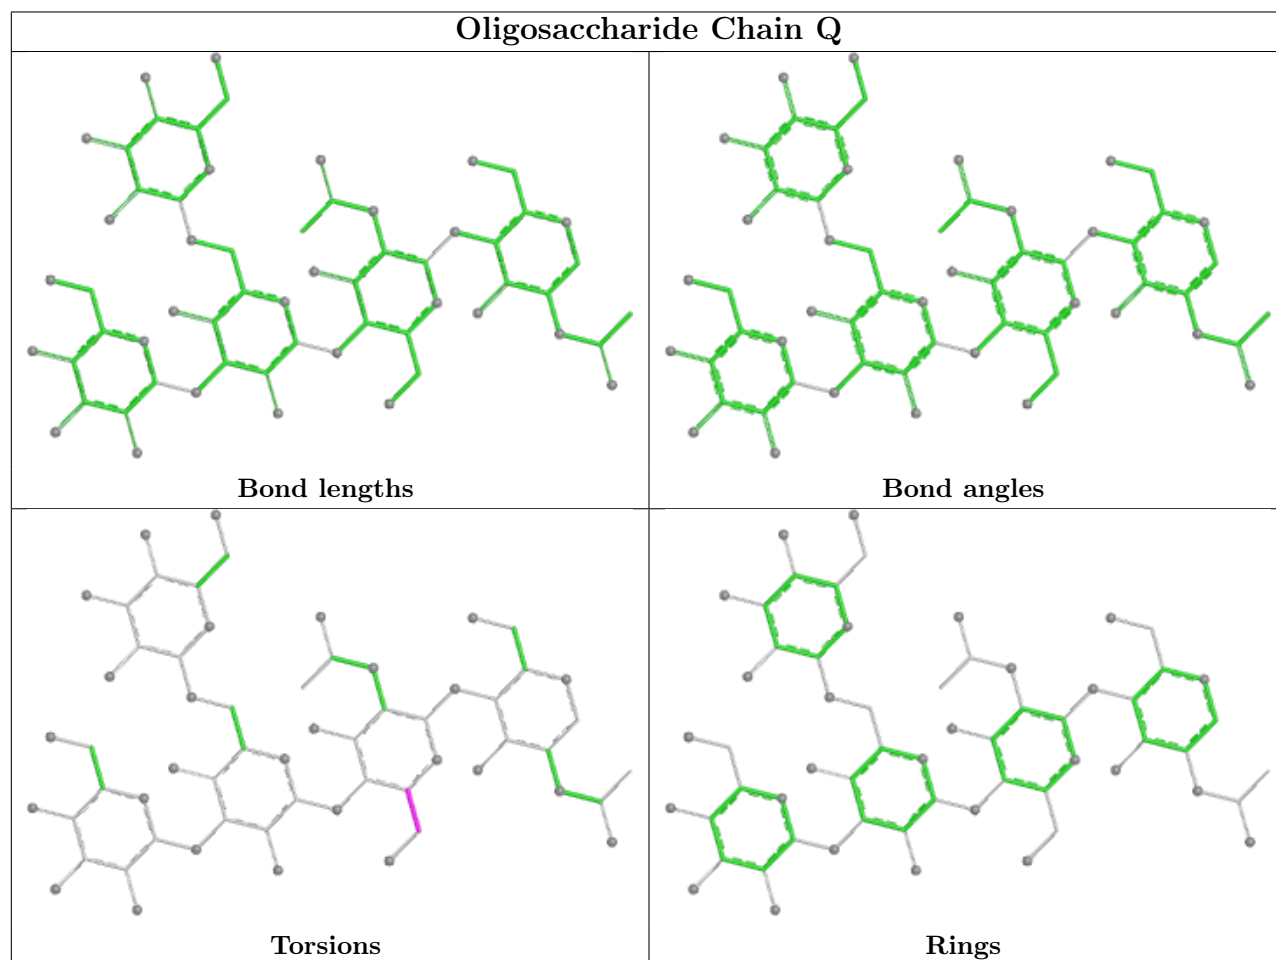 Oligosaccharide Chain Q
Bond lengths
Bond angles
Torsions
Rings